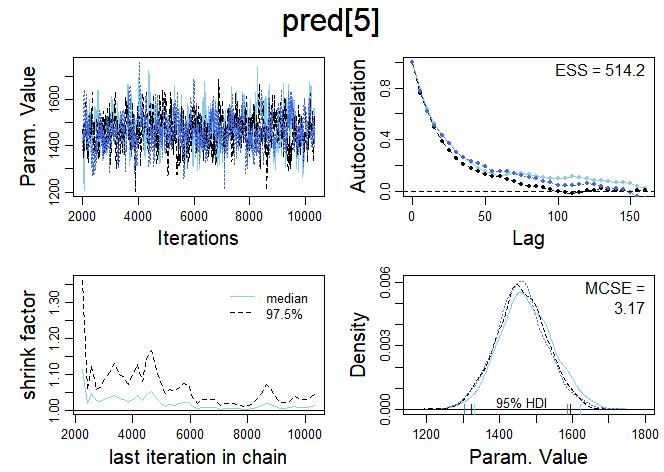 pred[5]
Param. Value
1200
1400
1600
2000
4000
6000
8000
10000
Iterations
Autocorrelation
0.0
0.4
0.8
ESS = 514.2
0
50
100
150
Lag
shrink factor
1.00
1.10
1.20
1.30
median
97.5%
2000
4000
6000
8000
10000
last iteration in chain
Density
0.000
0.003
0.006
MCSE =
3.17
95% HDI
1200
1400
1600
1800
Param. Value